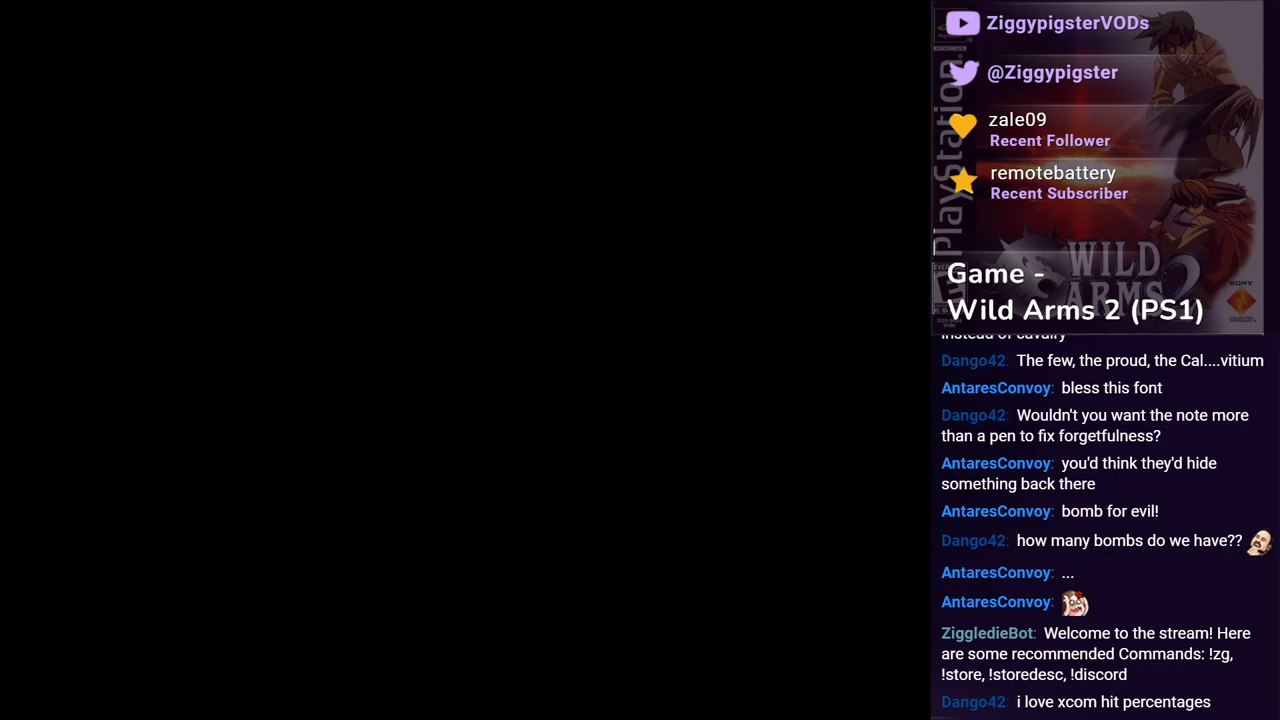 ZiggypigsterVODs
@Ziggypigster
zale09
Recent Follower
remotebattery
Recent Subscriber
PlayStation
WILD
ARMS 2
SONY
Game -
Wild Arms 2 (PS1)
instead of cavalry
Dango42: The few, the proud, the Cal....vitium
AntaresConvoy: bless this font
Dango42: Wouldn't you want the note more
than a pen to fix forgetfulness?
AntaresConvoy: you'd think they'd hide
something back there
AntaresConvoy: bomb for evil!
Dango42: how many bombs do we have??
AntaresConvoy: ...
AntaresConvoy:
ZiggledieBot: Welcome to the stream! Here
are some recommended Commands: !zg,
!store, !storedesc, !discord
Dango42: i love xcom hit percentages